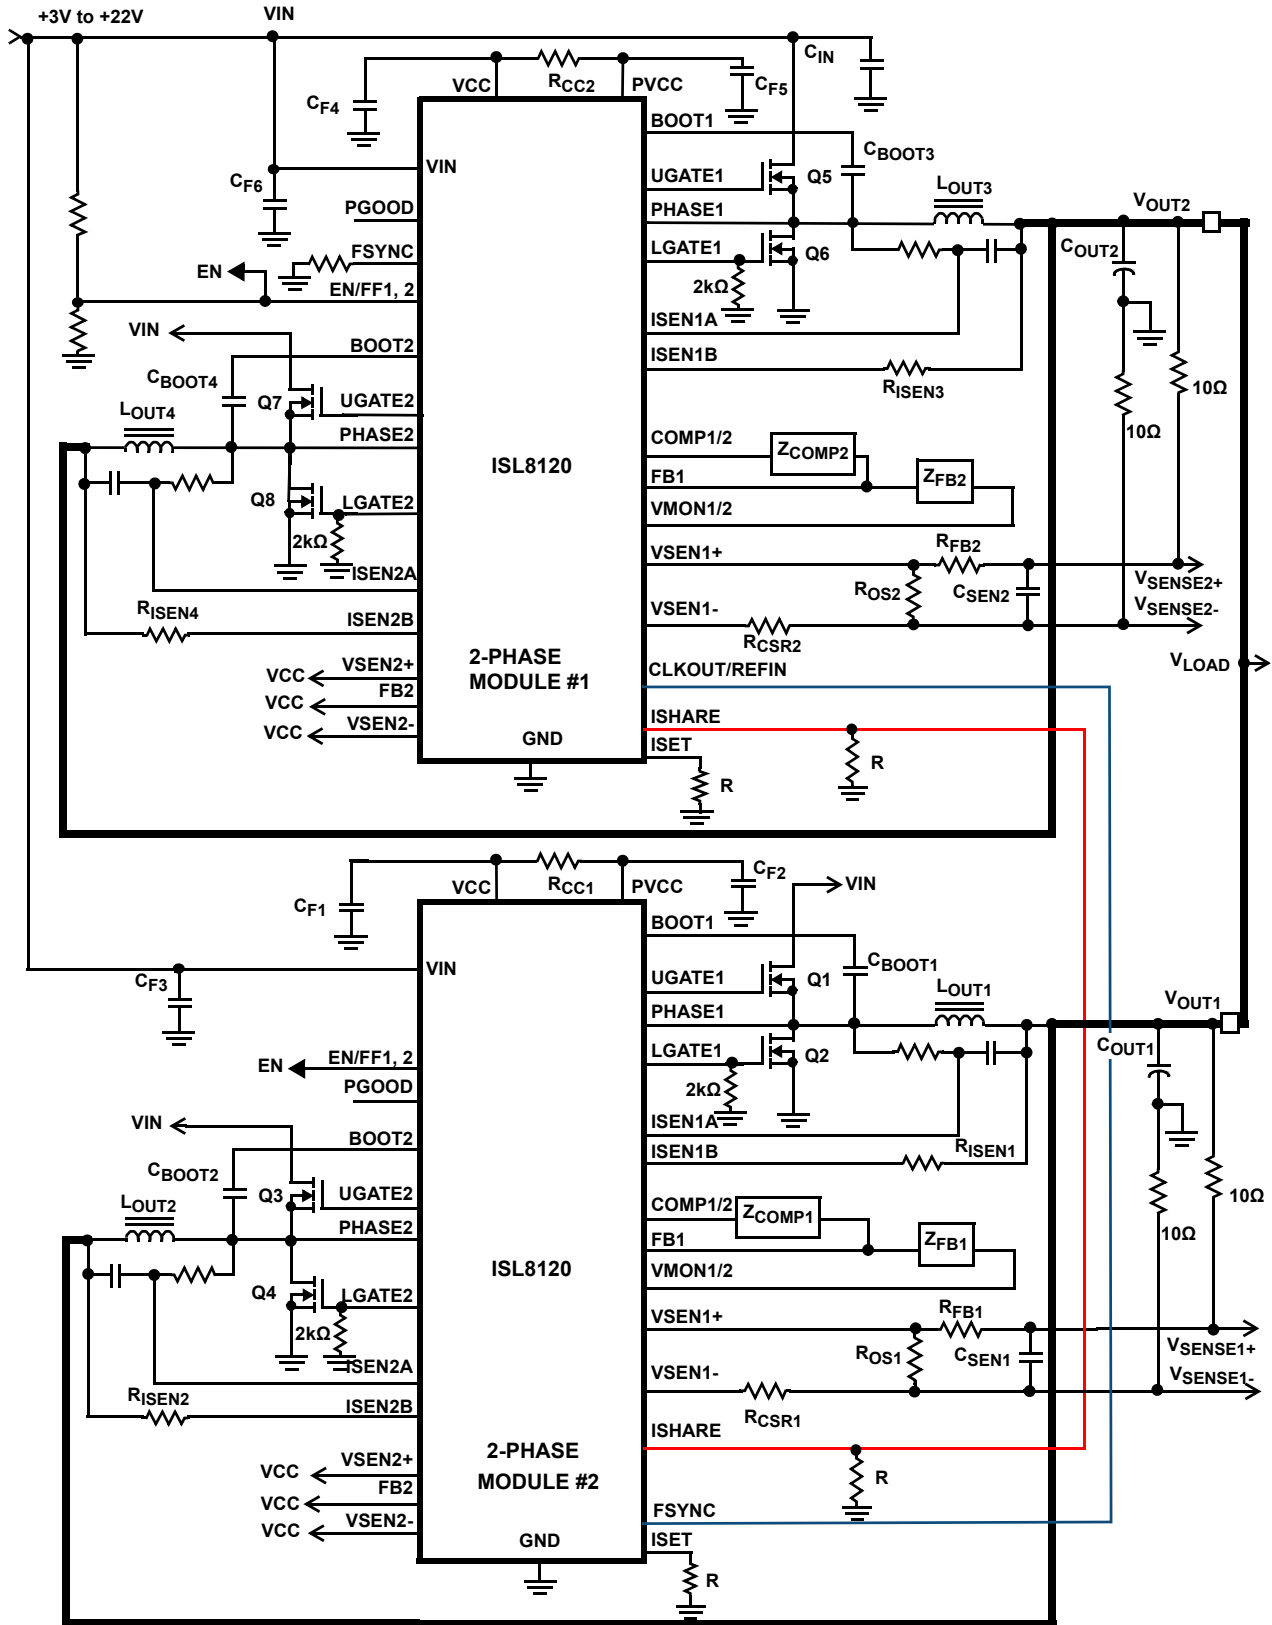 +3V to +22V
VIN
CIN
VCC
RCC2
PVCC
CF4
CF5
BOOT1
CBOOT3
VIN
CF6
UGATE1
Q5
LOUT3
PGOOD
PHASE1
VOUT2
FSYNC
LGATE1
Q6
COUT2
EN
EN/FF1, 2
2kΩ
VIN
ISEN1A
BOOT2
ISEN1B
CBOOT4
RISEN3
10Ω
Q7
UGATE2
LOUT4
PHASE2
COMP1/2
ZCOMP2
10Ω
ISL8120
FB1
ZFB2
Q8
LGATE2
VMON1/2
2kΩ
VSEN1+
RFB2
ISEN2A
VSENSE2+
ROS2
CSEN2
RISEN4
ISEN2B
VSEN1-
VSENSE2-
RCSR2
2-PHASE
MODULE #1
VSEN2+
CLKOUT/REFIN
VLOAD
VCC
FB2
VCC
VSEN2-
ISHARE
VCC
GND
ISET
R
R
VCC
RCC1
PVCC
CF2
VIN
CF1
BOOT1
CBOOT1
VIN
CF3
UGATE1
Q1
LOUT1
PHASE1
VOUT1
EN
EN/FF1, 2
LGATE1
Q2
COUT1
PGOOD
2kΩ
VIN
ISEN1A
BOOT2
ISEN1B
RISEN1
CBOOT2
Q3
UGATE2
LOUT2
PHASE2
COMP1/2
ZCOMP1
10Ω
10Ω
FB1
ZFB1
ISL8120
VMON1/2
Q4
LGATE2
2kΩ
VSEN1+
RFB1
VSENSE1+
ISEN2A
ROS1
CSEN1
VSEN1-
VSENSE1-
RISEN2
ISEN2B
RCSR1
ISHARE
2-PHASE
MODULE #2
VSEN2+
VCC
FB2
R
VCC
VSEN2-
FSYNC
VCC
GND
ISET
R